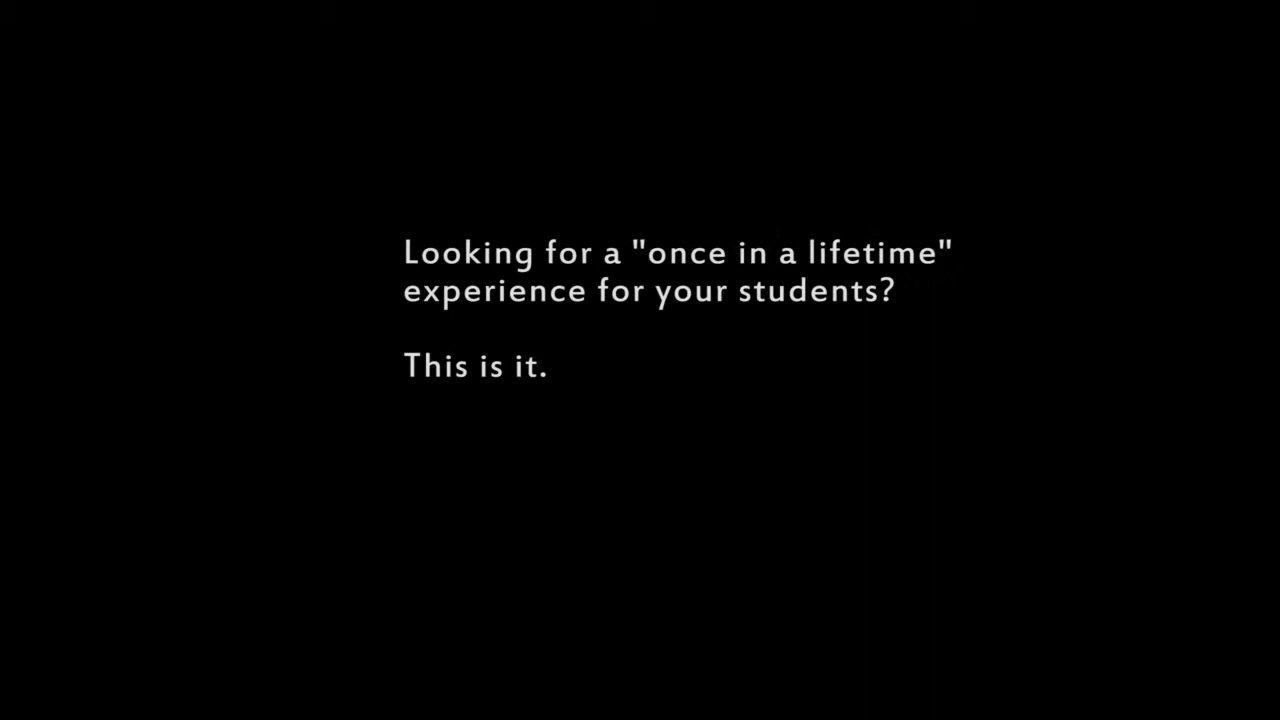 Looking for a "once in a lifetime"
experience for your students?
This is it.